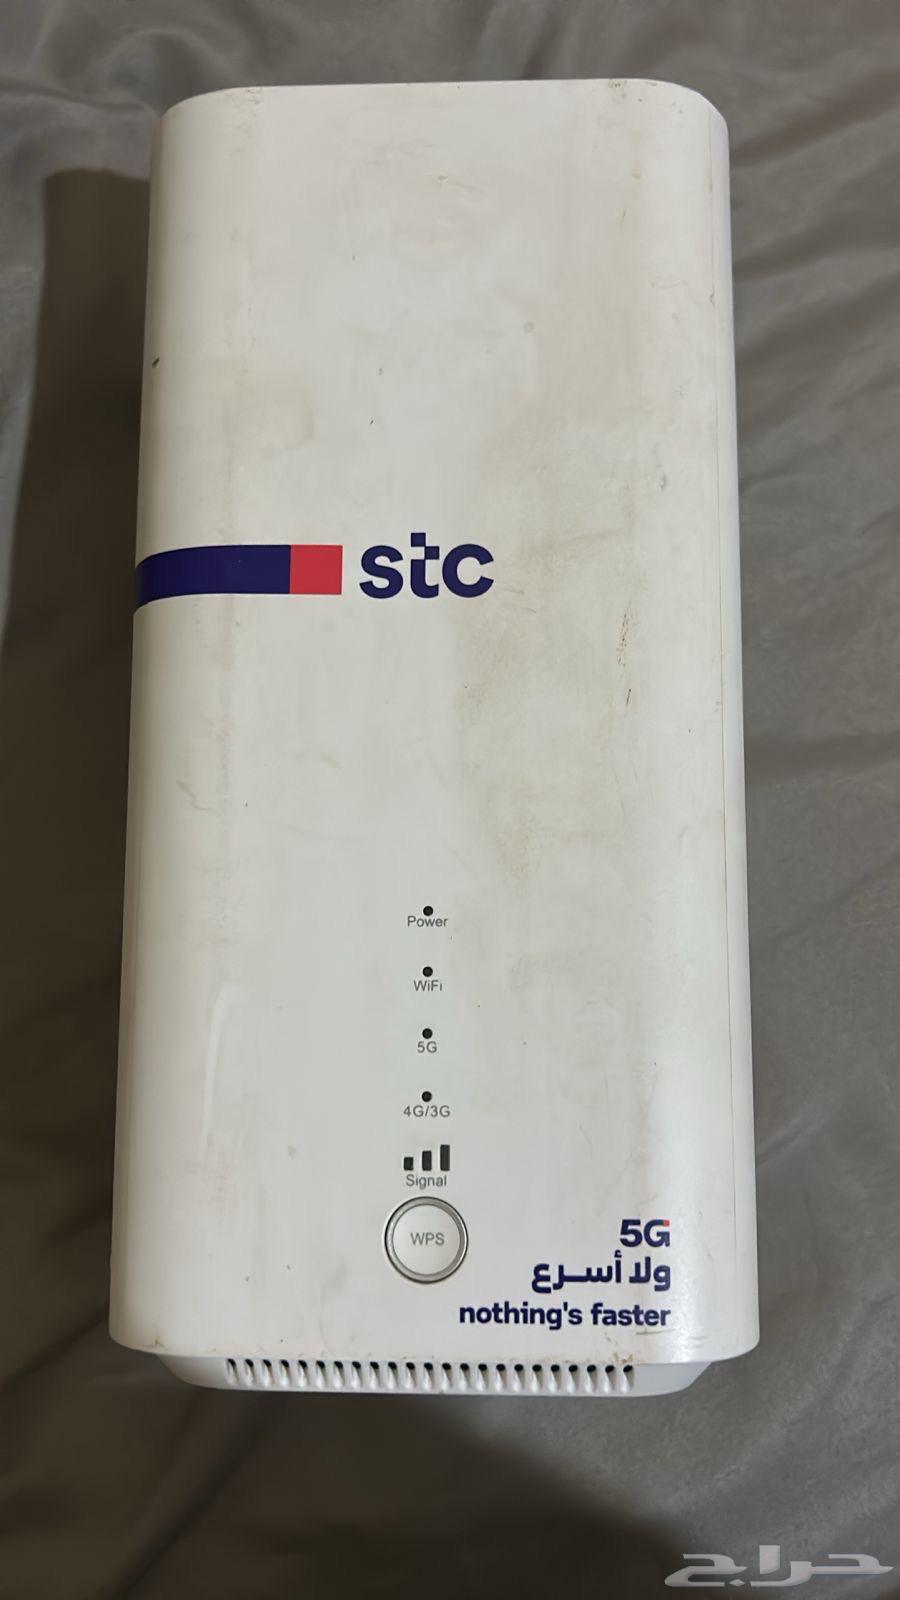 stc
Power
WiFi
5G
4G/3G
Signal
WPS
5G
ولا أسرع
nothing's faster
حراج